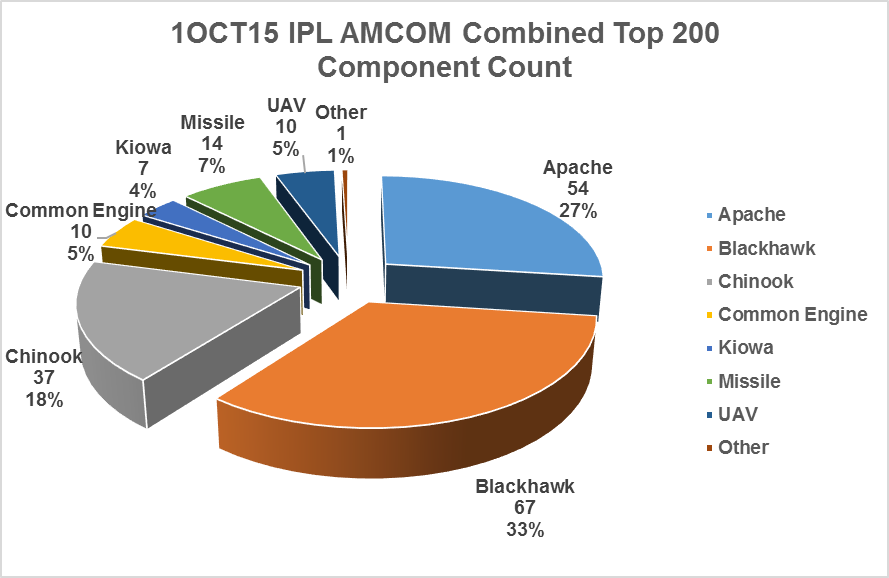 1OCT15 IPL AMCOM Combined Top 200
Component Count
UAV
10
5%
Other
1
1%
Missile
14
7%
Kiowa
7
4%
Common Engine
10
5%
Apache
54
27%
Chinook
37
18%
Blackhawk
67
33%
Apache
Blackhawk
Chinook
Common Engine
Kiowa
Missile
UAV
Other